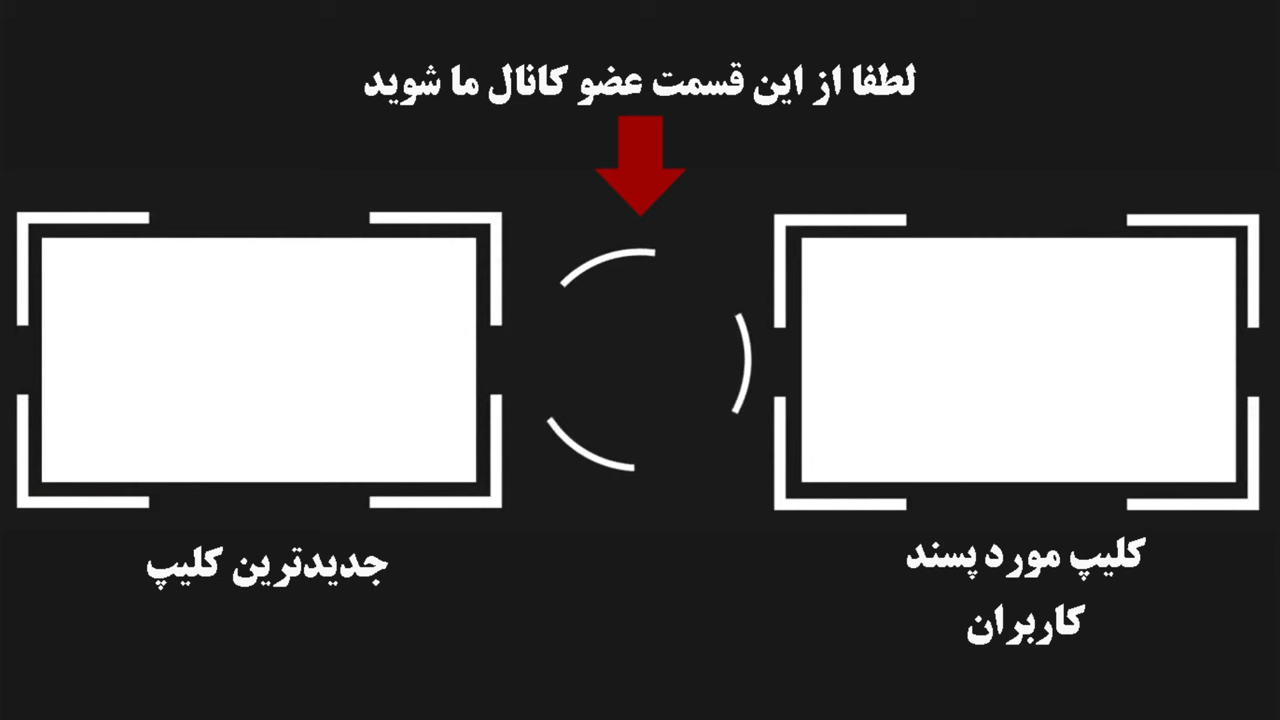 لطفا از این قسمت عضو کانال ما شوید
کلیپ مورد پسند
کاربران
جدیدترین کلیپ